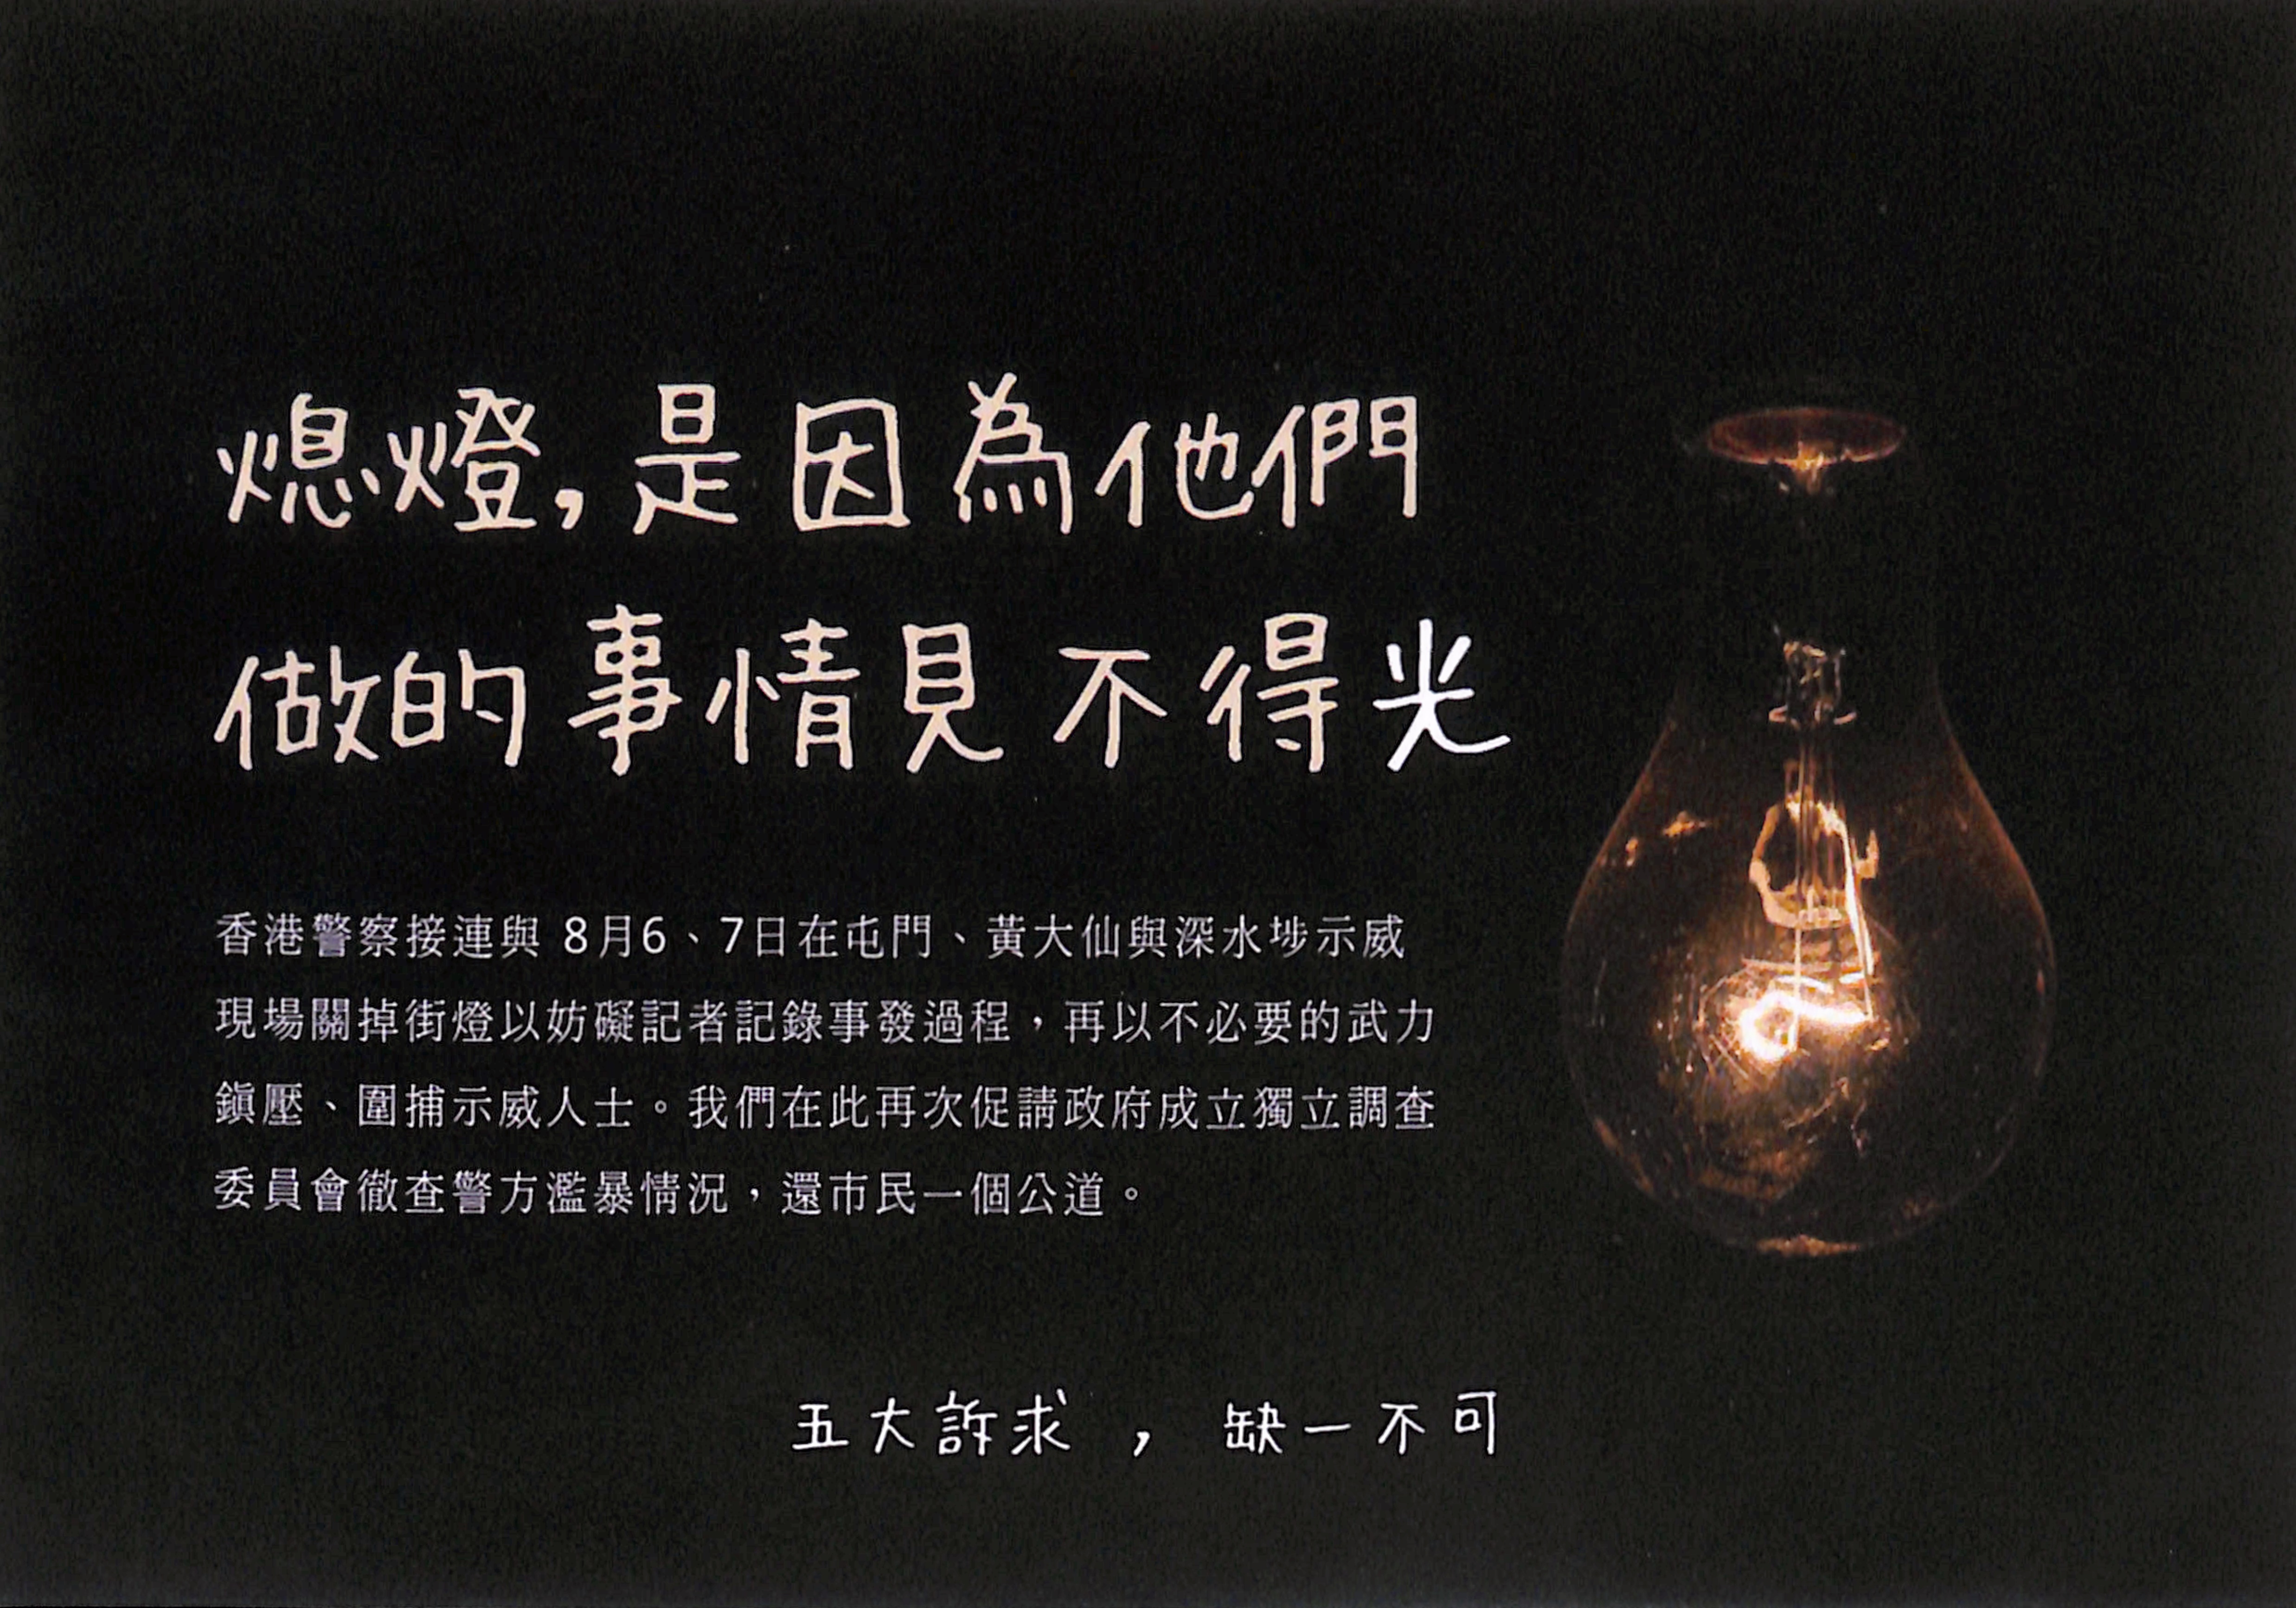 熄燈，是因為他們
做的事情見不得光
香港警察接連與 8月6、7日在屯門、黃大仙與深水埗示威
現場關掉街燈以妨礙記者記錄事發過程，再以不必要的武力
鎮壓、圍捕示威人士。我們在此再次促請政府成立獨立調查
委員會徹查警方濫暴情況，還市民一個公道。
五大訴求，缺一不可